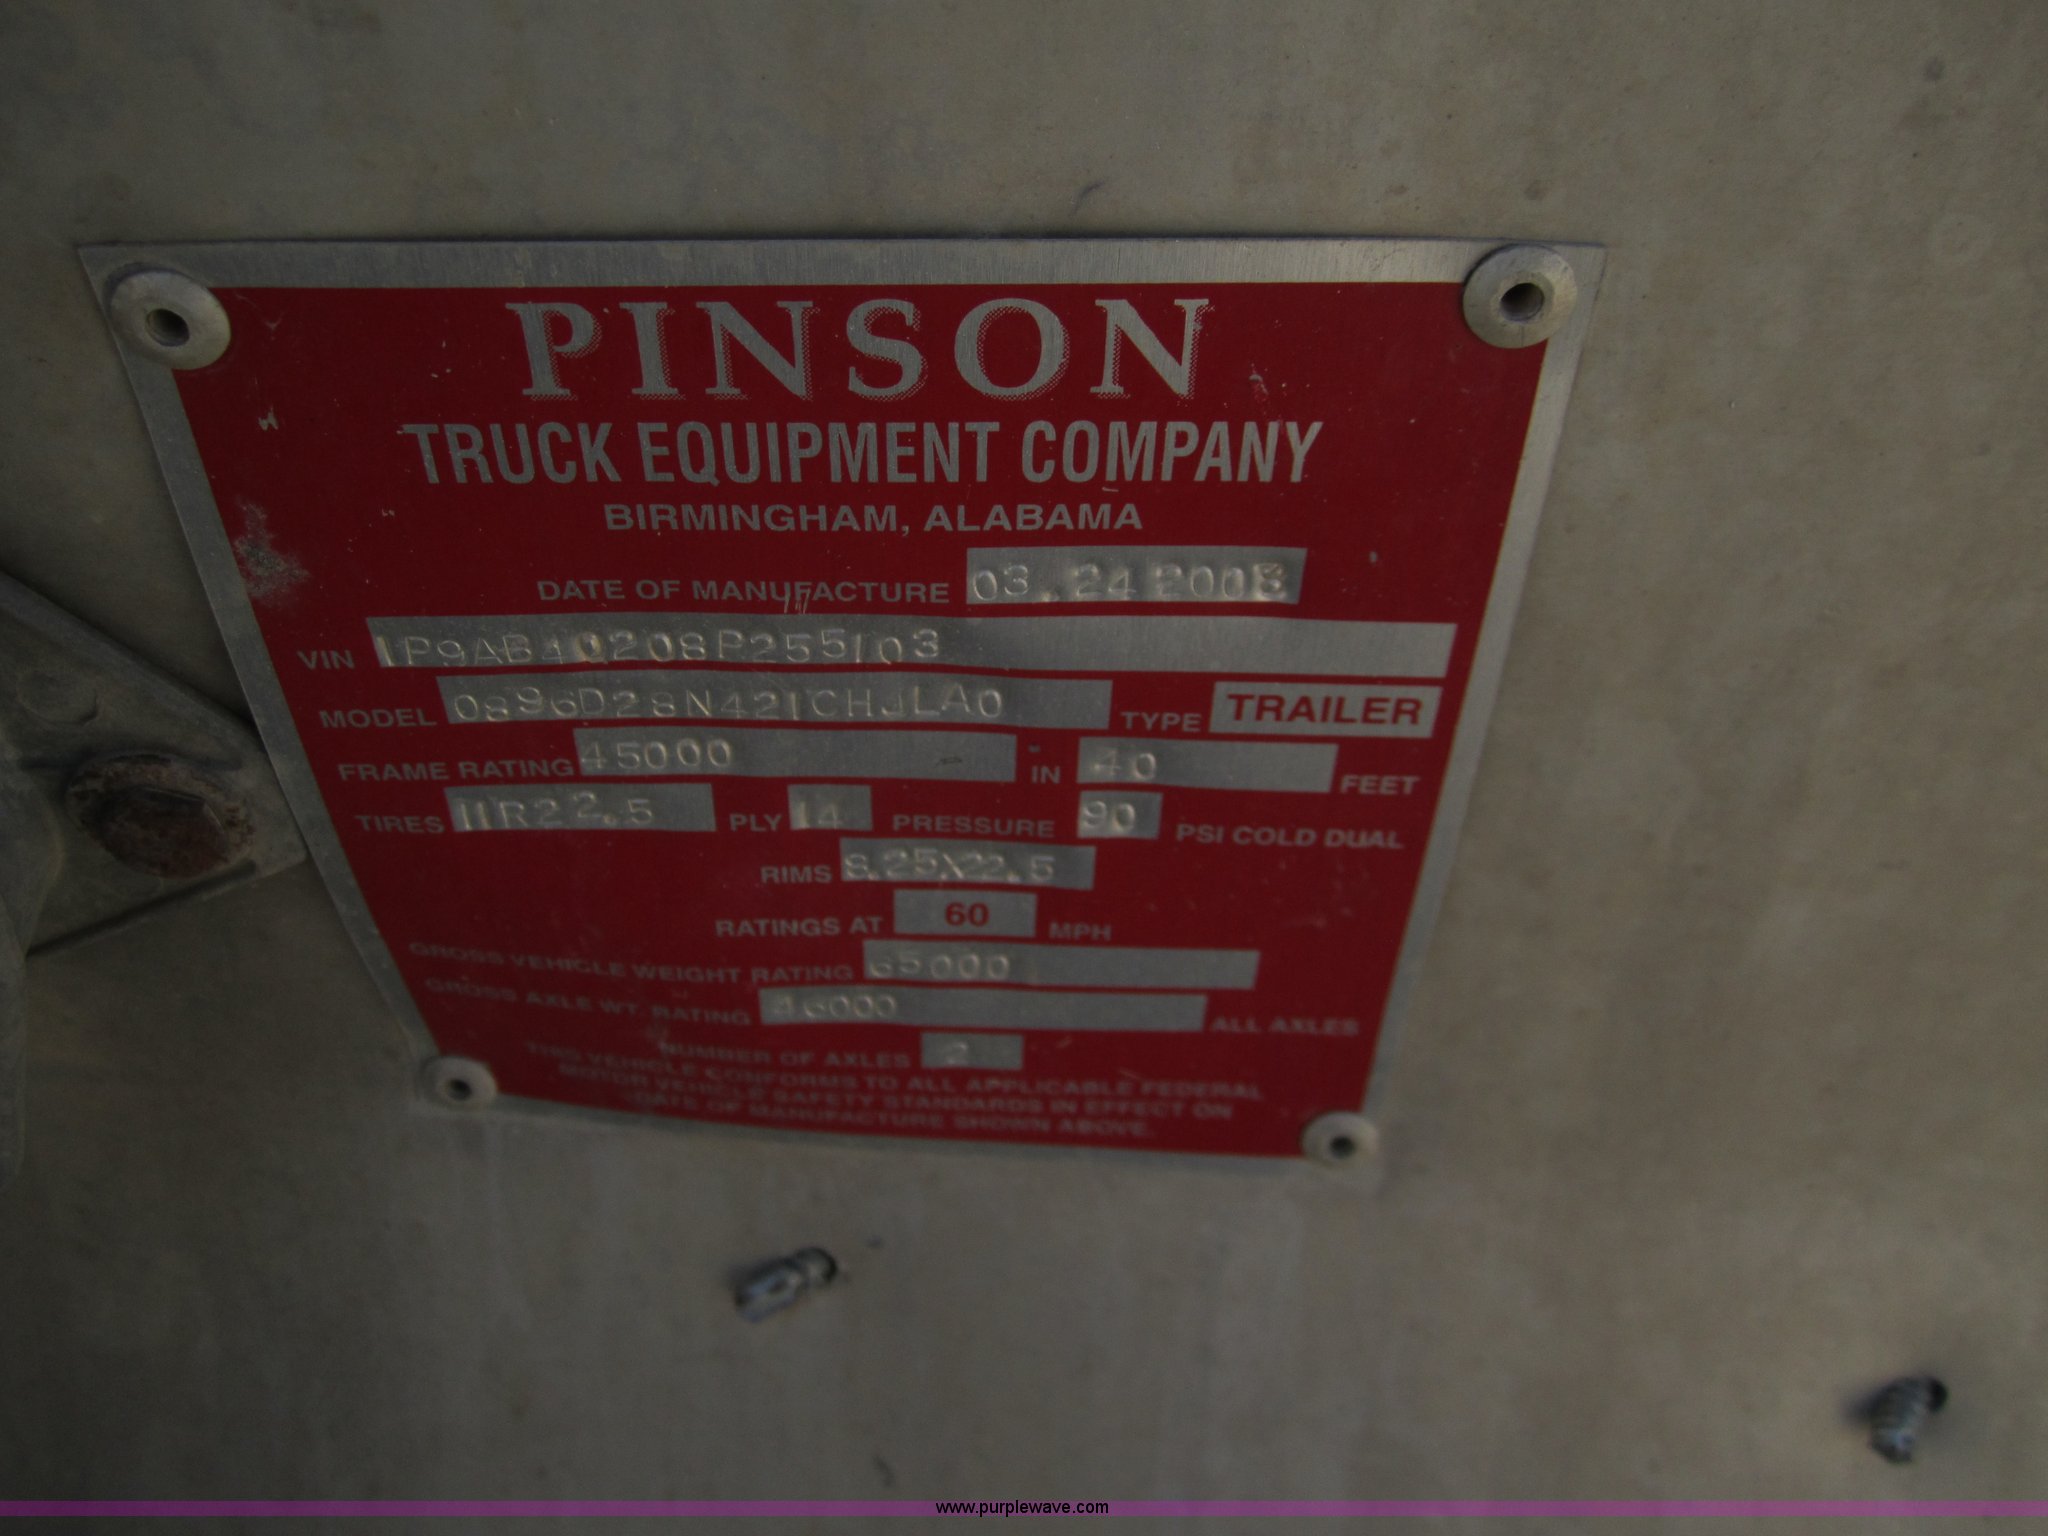 PINSON
TRUCK EQUIPMENT COMPANY
BIRMINGHAM, ALABAMA
DATE OF MANUFACTURE 03.24 2008
VIN 1P9AB40208P255103
MODEL 0896D28N421CHJLA0 TYPE TRAILER
FRAME RATING 45000 IN 40 FEET
TIRES 11R22.5 PLY 14 PRESSURE 90 PSI COLD DUAL
RIMS 8.25X22.5
RATINGS AT 60 MPH
GROSS VEHICLE WEIGHT RATING 65000
GROSS AXLE WT. RATING 46000 ALL AXLES
NUMBER OF AXLES 2
THIS VEHICLE CONFORMS TO ALL APPLICABLE FEDERAL
MOTOR VEHICLE SAFETY STANDARDS IN EFFECT ON
DATE OF MANUFACTURE SHOWN ABOVE.
www.purplewave.com